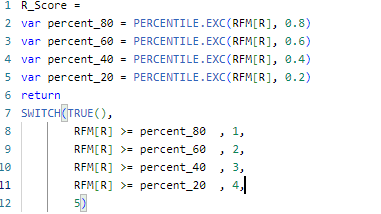 1 R_Score =
2 var percent_80 = PERCENTILE.EXC(RFM[R], 0.8)
3 var percent_60 = PERCENTILE.EXC(RFM[R], 0.6)
4 var percent_40 = PERCENTILE.EXC(RFM[R], 0.4)
5 var percent_20 = PERCENTILE.EXC(RFM[R], 0.2)
6 return
7 SWITCH(TRUE(),
8 RFM[R] >= percent_80 , 1,
9 RFM[R] >= percent_60 , 2,
10 RFM[R] >= percent_40 , 3,
11 RFM[R] >= percent_20 , 4,
12 5)